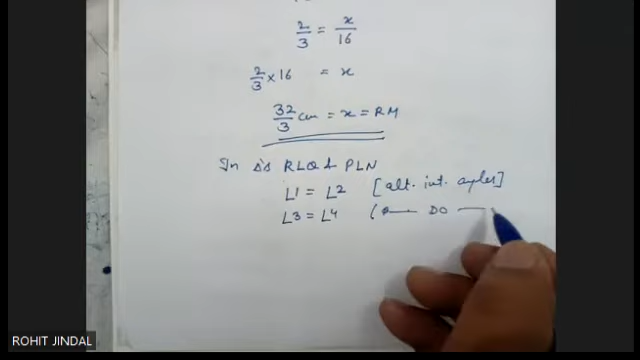 2/3 = x/16
2/3 × 16 = x
32/3 cm = x = RM
In Δ'S RLQ & PLN
∠1 = ∠2 [alt. int. angles]
∠3 = ∠4 ( DO
ROHIT JINDAL